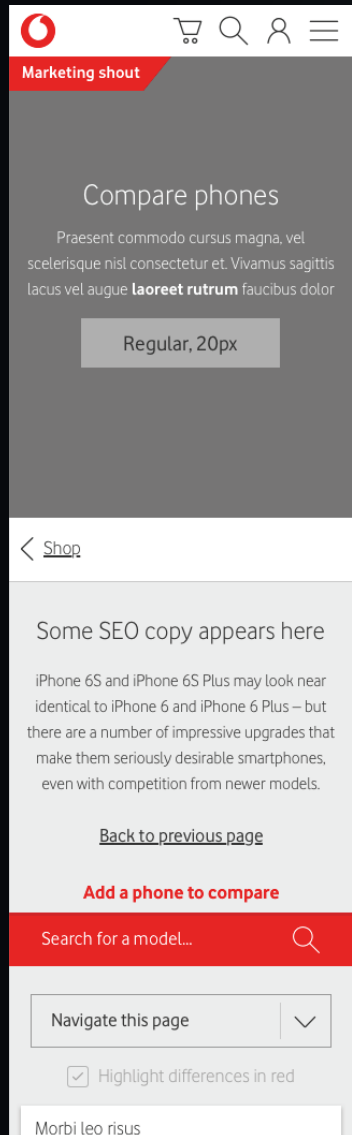 Marketing shout
Compare phones
Praesent commodo cursus magna, vel
scelerisque nisl consectetur et. Vivamus sagittis
lacus vel augue laoreet rutrum faucibus dolor
Regular, 20px
Shop
Some SEO copy appears here
iPhone 6S and iPhone 6S Plus may look near
identical to iPhone 6 and iPhone 6 Plus – but
there are a number of impressive upgrades that
make them seriously desirable smartphones,
even with competition from newer models.
Back to previous page
Add a phone to compare
Search for a model...
Navigate this page
Highlight differences in red
Morbi leo risus